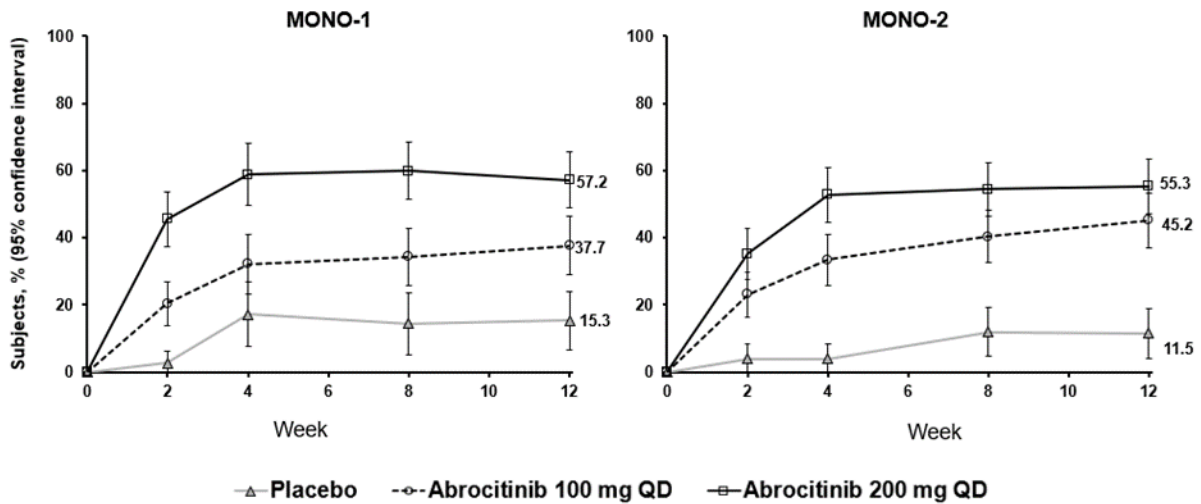 MONO-1
MONO-2
Subjects, % (95% confidence interval)
100
80
60
40
20
0
0 2 4 6 8 10 12
57.2
37.7
15.3
Week
100
80
60
40
20
0
0 2 4 6 8 10 12
55.3
45.2
11.5
Week
Placebo Abrocitinib 100 mg QD Abrocitinib 200 mg QD